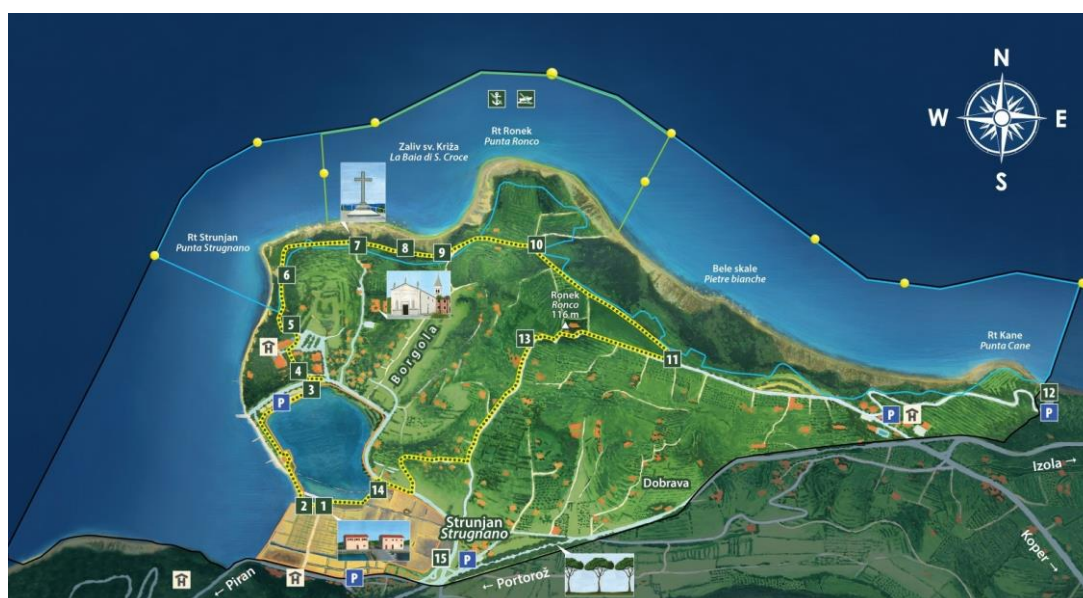 N
W E
S
Rt Ronek
Punta Ronco
Zaliv sv. Križa
La Baia di S. Croce
Rt Strunjan
Punta Strugnano
7
8
9
10
6
Bele skale
Pietre bianche
Ronek
Ronco
116 m
5
13
Borgola
11
Rt Kane
Punta Cane
4
3
P
12
P
P
14
Dobrava
Izola →
2
1
Strunjan
Strugnano
15
P
Koper →
← Piran
P
← Portorož